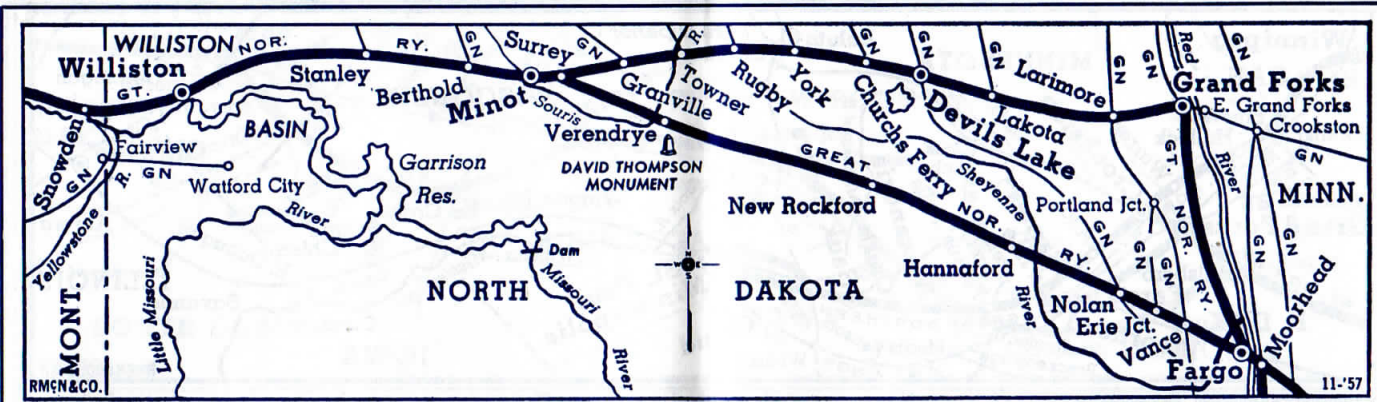 WILLISTON
BASIN
Williston
Snowden
GN
GT.
NOR.
RY.
Stanley
Berthold
GN
Minot
Surrey
GN
Souris
R.
Verendrye
DAVID THOMPSON
MONUMENT
Granville
Towner
Rugby
York
Churchs Ferry
GN
Devils Lake
GN
Lakota
Larimore
GN
Red
River
GN
Grand Forks
E. Grand Forks
Crookston
GN
MINN.
Fairview
GN
Watford City
R.
Yellowstone
MONT
Garrison
Res.
River
Little Missouri
Dam
Missouri
River
NORTH DAKOTA
GREAT
NOR.
RY.
New Rockford
Sheyenne
River
Hannaford
Portland Jct.
GN
GN
GN
GT.
NOR.
RY.
GN
GN
Nolan
Erie Jct.
Vance
Fargo
Moorhead
N
W
E
S
RMCN&CO.
11-'57